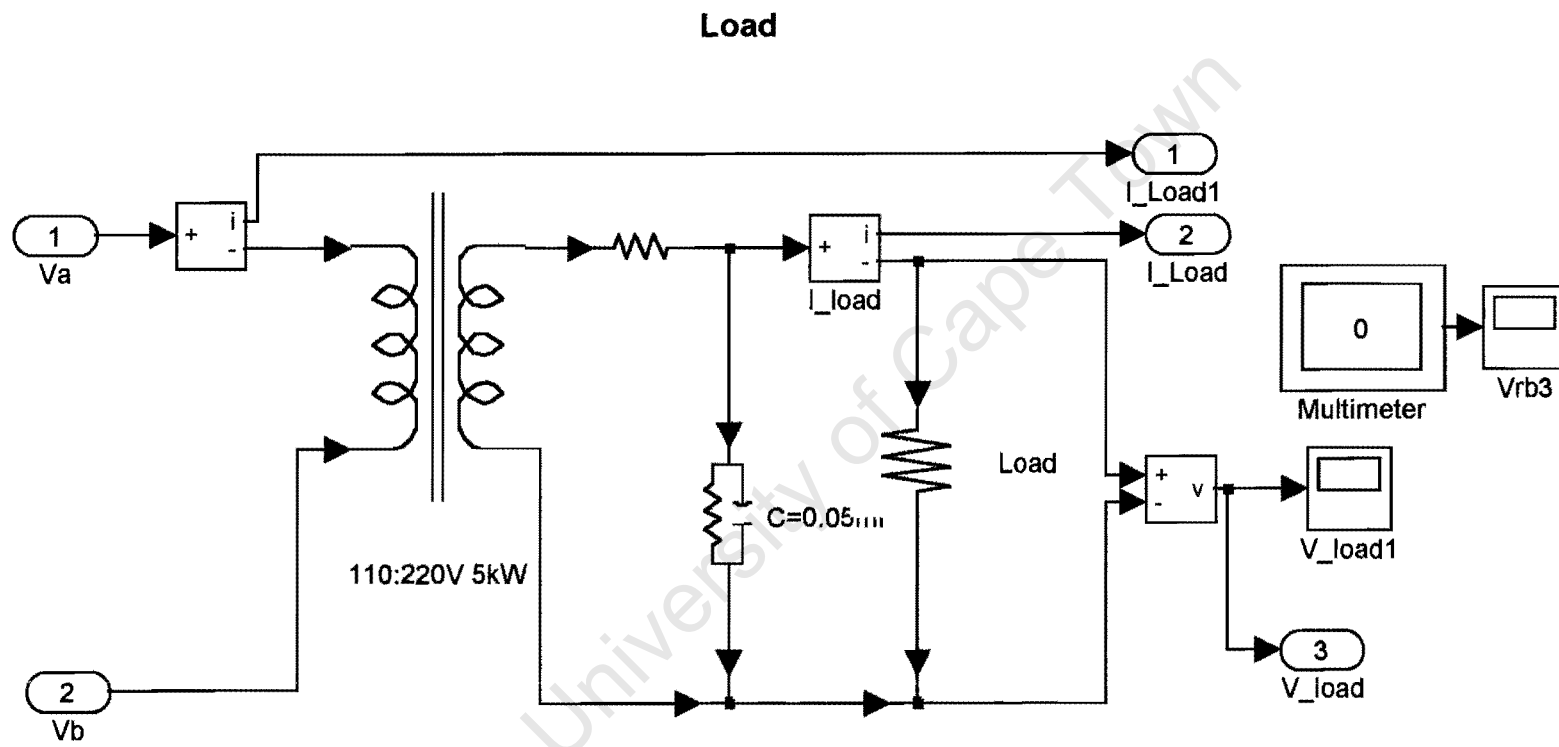 Load
1
I_Load1
i
+
-
1
Va
2
I_Load
i
+
-
I_load
0
Multimeter
Vrb3
Load
+
-
v
V_load1
110:220V 5kW
3
V_load
2
Vb
University of Cape Town